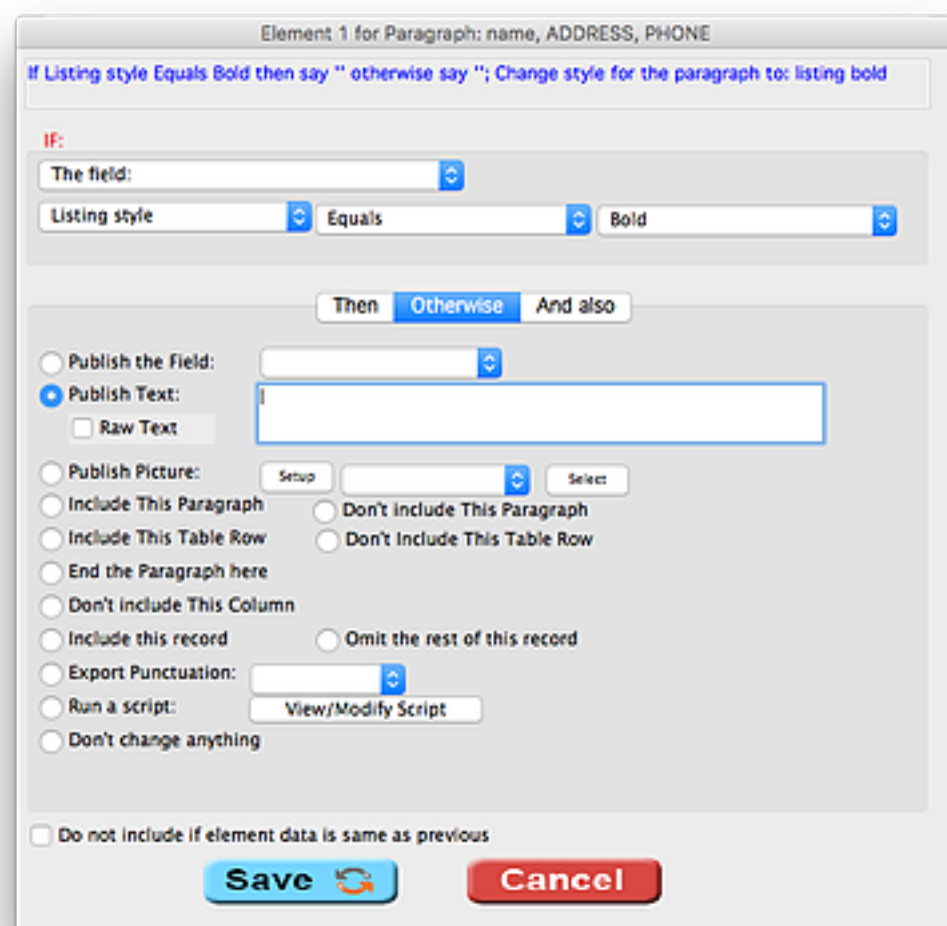 Element 1 for Paragraph: name, ADDRESS, PHONE
If Listing style Equals Bold then say '' otherwise say ''; Change style for the paragraph to: listing bold
IF:
The field:
Listing style Equals Bold
Then Otherwise And also
Publish the Field:
Publish Text:
Raw Text
Publish Picture: Setup Select
Include This Paragraph Don't include This Paragraph
Include This Table Row Don't Include This Table Row
End the Paragraph here
Don't include This Column
Include this record Omit the rest of this record
Export Punctuation:
Run a script: View/Modify Script
Don't change anything
Do not include if element data is same as previous
Save Cancel